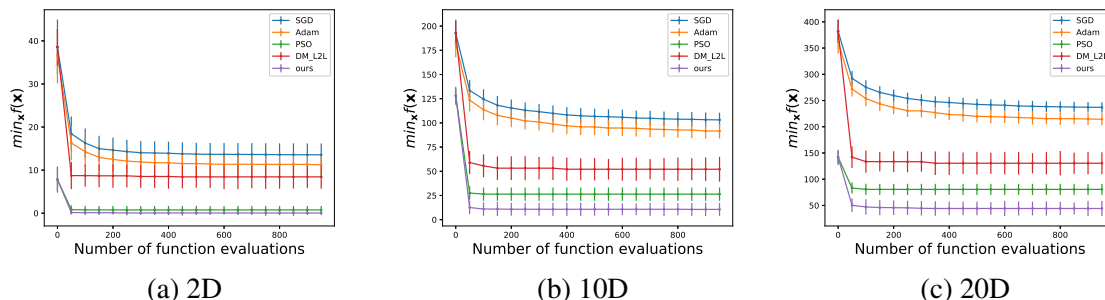 40
30
20
10
0
min_x f(x)
0 200 400 600 800
Number of function evaluations
SGD
Adam
PSO
DM_L2L
ours
(a) 2D
200
175
150
125
100
75
50
25
0
min_x f(x)
0 200 400 600 800
Number of function evaluations
SGD
Adam
PSO
DM_L2L
ours
(b) 10D
400
350
300
250
200
150
100
50
min_x f(x)
0 200 400 600 800
Number of function evaluations
SGD
Adam
PSO
DM_L2L
ours
(c) 20D